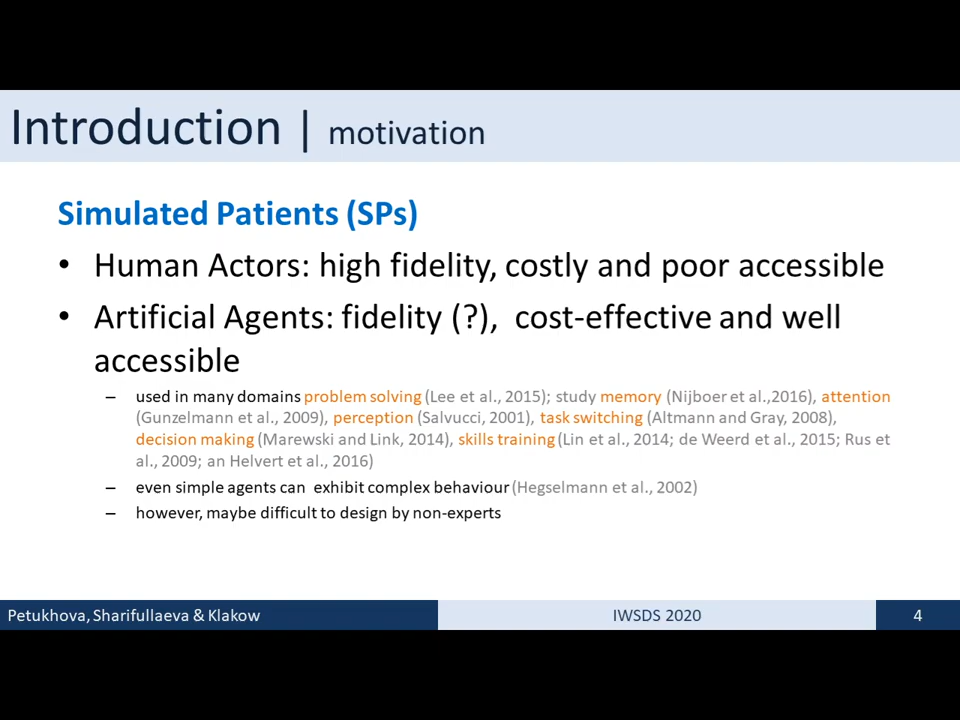 Introduction | motivation
Simulated Patients (SPs)
• Human Actors: high fidelity, costly and poor accessible
• Artificial Agents: fidelity (?), cost-effective and well
accessible
– used in many domains problem solving (Lee et al., 2015); study memory (Nijboer et al.,2016), attention
(Gunzelmann et al., 2009), perception (Salvucci, 2001), task switching (Altmann and Gray, 2008),
decision making (Marewski and Link, 2014), skills training (Lin et al., 2014; de Weerd et al., 2015; Rus et
al., 2009; an Helvert et al., 2016)
– even simple agents can exhibit complex behaviour (Hegselmann et al., 2002)
– however, maybe difficult to design by non-experts
Petukhova, Sharifullaeva & Klakow IWSDS 2020 4